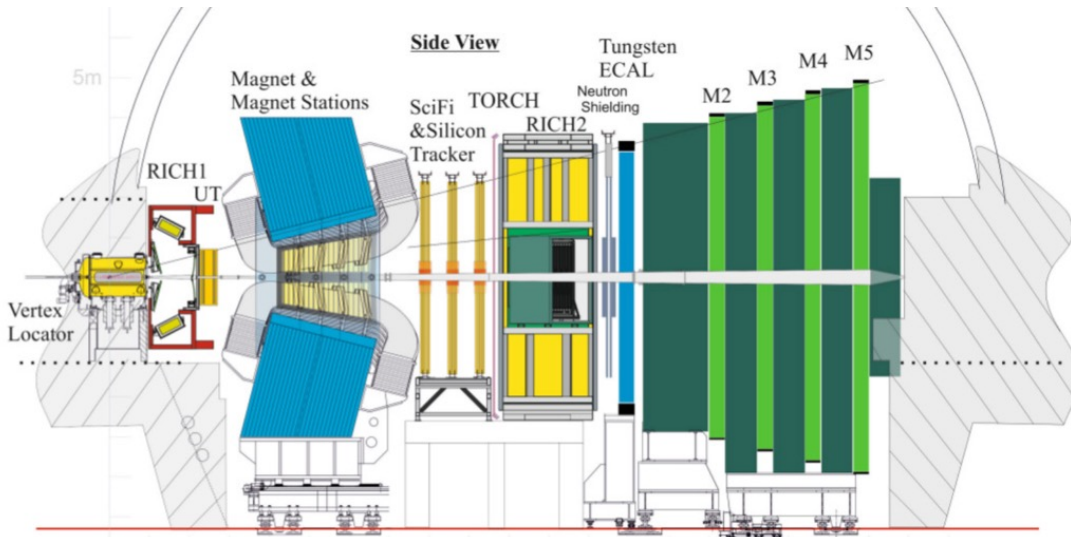 Side View
5m
Magnet &
Magnet Stations
SciFi
&Silicon
Tracker
TORCH
RICH2
Tungsten
ECAL
Neutron
Shielding
M2
M3
M4
M5
RICH1
UT
Vertex
Locator